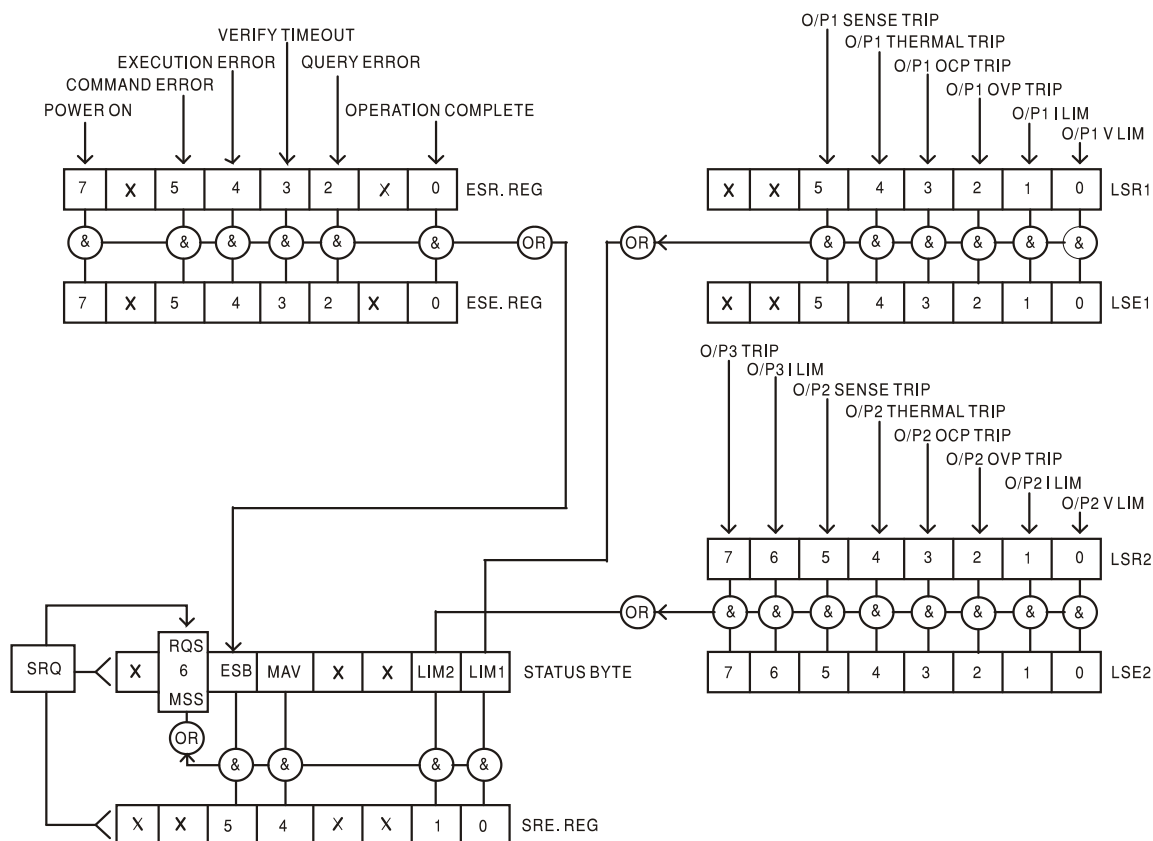 VERIFY TIMEOUT
EXECUTION ERROR QUERY ERROR
COMMAND ERROR
POWER ON OPERATION COMPLETE
7 X 5 4 3 2 X 0 ESR. REG
& & & & & & OR
7 X 5 4 3 2 X 0 ESE. REG
O/P1 SENSE TRIP
O/P1 THERMAL TRIP
O/P1 OCP TRIP
O/P1 OVP TRIP
O/P1 I LIM
O/P1 V LIM
X X 5 4 3 2 1 0 LSR1
OR & & & & & &
X X 5 4 3 2 1 0 LSE1
O/P3 TRIP
O/P3 I LIM
O/P2 SENSE TRIP
O/P2 THERMAL TRIP
O/P2 OCP TRIP
O/P2 OVP TRIP
O/P2 I LIM
O/P2 V LIM
7 6 5 4 3 2 1 0 LSR2
OR & & & & & & & &
7 6 5 4 3 2 1 0 LSE2
RQS
SRQ X 6 ESB MAV X X LIM2 LIM1 STATUS BYTE
MSS
OR
& & & &
X X 5 4 X X 1 0 SRE. REG